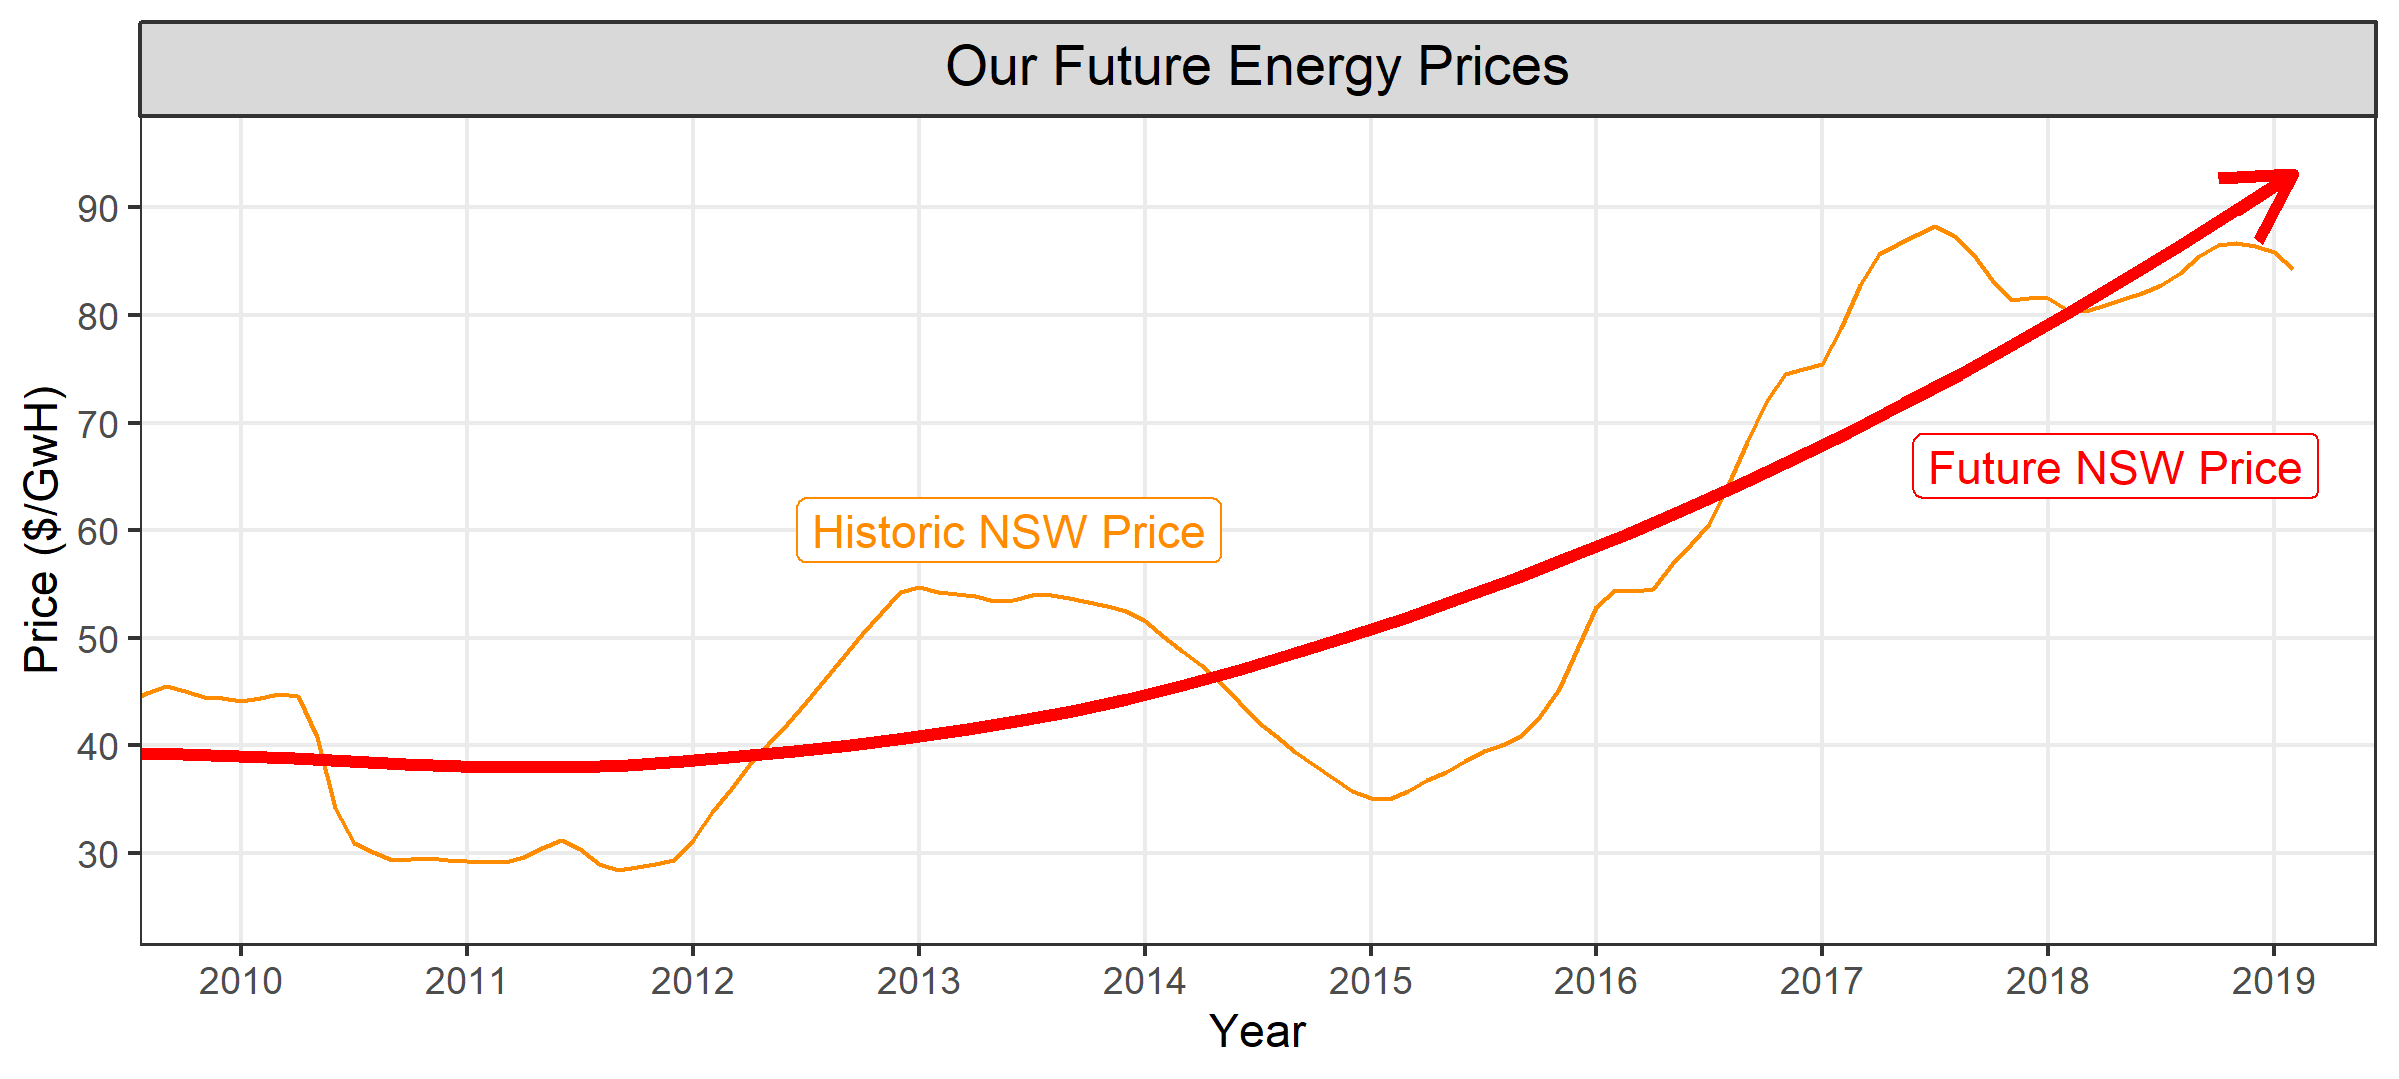 Our Future Energy Prices
Price ($/GwH)
90
80
70
60
50
40
30
Historic NSW Price
Future NSW Price
2010 2011 2012 2013 2014 2015 2016 2017 2018 2019
Year